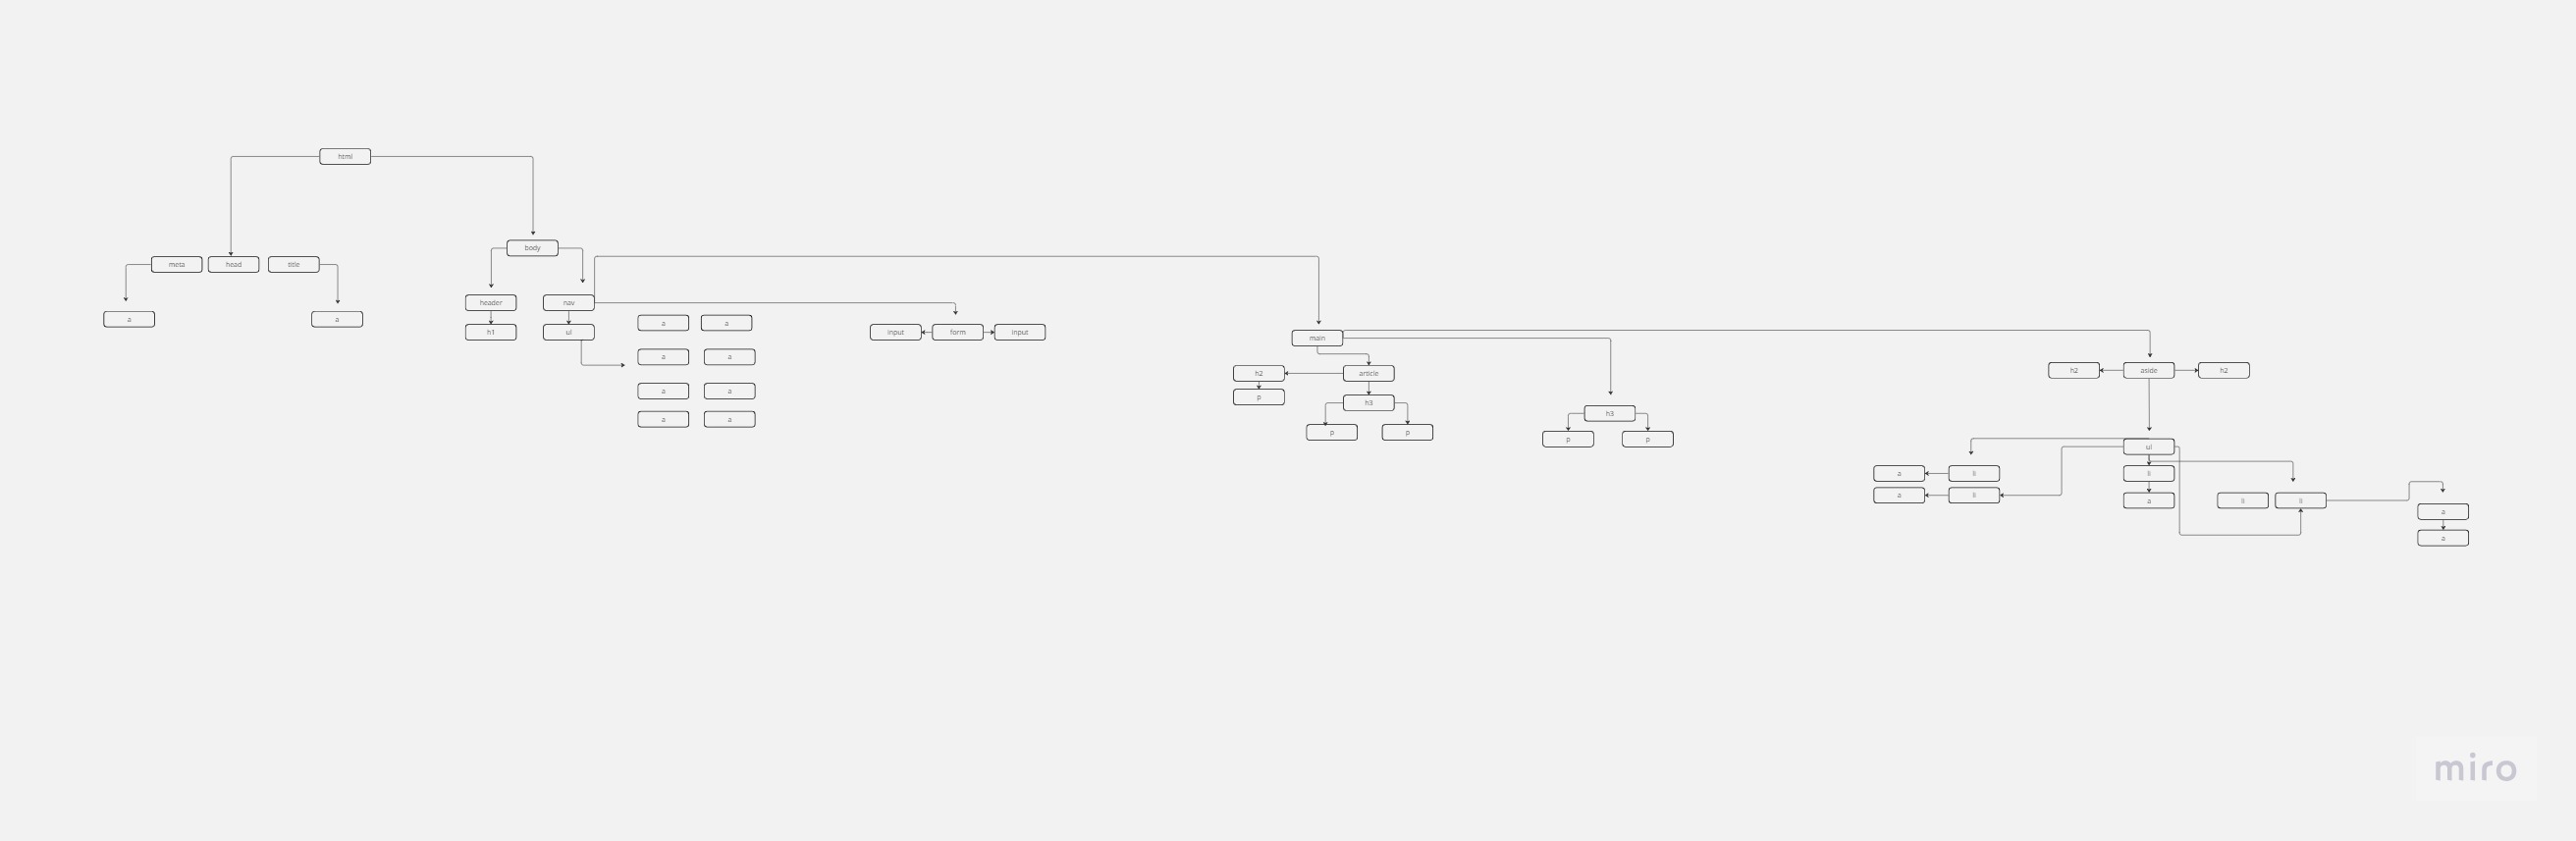 html
body
meta
head
title
header
nav
a
a
h1
ul
a
a
input
form
input
main
a
a
h2
article
aside
h2
h2
a
a
p
h3
a
a
p
p
h3
p
p
ul
a
li
li
a
li
a
li
li
a
a
miro